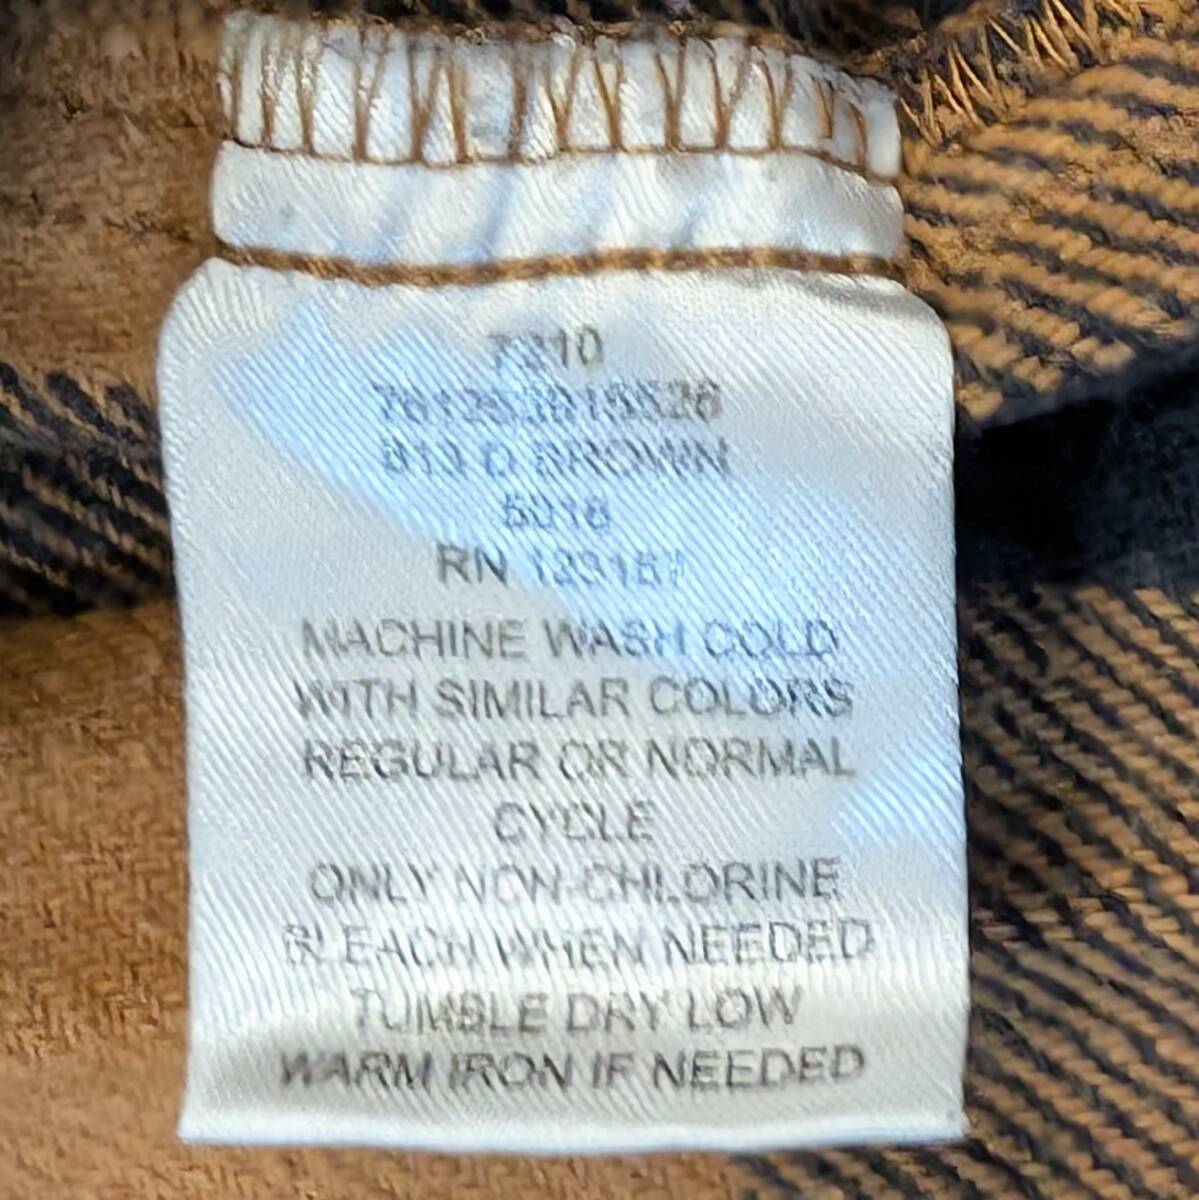 RN
MACHINE WASH COLD
WITH SIMILAR COLORS
REGULAR OR NORMAL
CYCLE
ONLY NON-CHLORINE
BLEACH WHEN NEEDED
TUMBLE DRY LOW
WARM IRON IF NEEDED